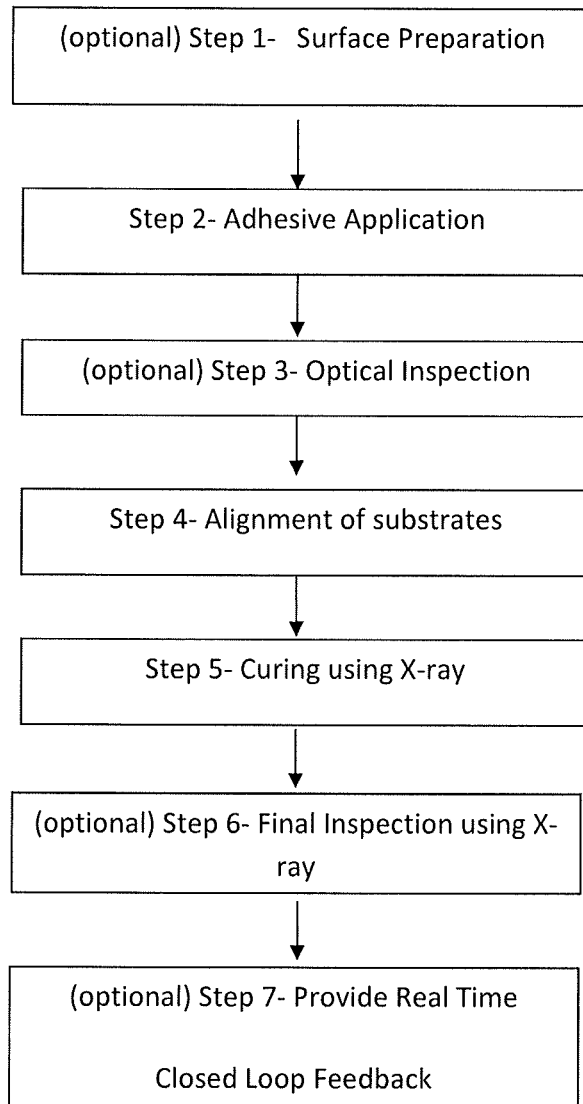 (optional) Step 1-   Surface Preparation
Step 2- Adhesive Application
(optional) Step 3- Optical Inspection
Step 4- Alignment of substrates
Step 5- Curing using X-ray
(optional) Step 6- Final Inspection using X-
ray
(optional) Step 7- Provide Real Time
Closed Loop Feedback